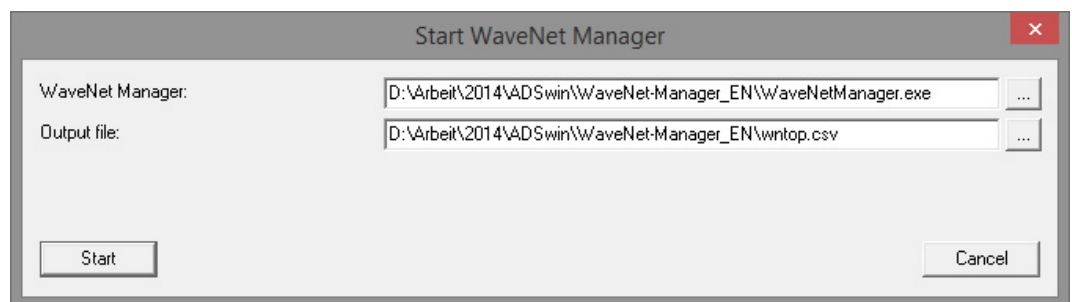 Start WaveNet Manager
WaveNet Manager: D:\Arbeit\2014\ADSwin\WaveNet-Manager_EN\WaveNetManager.exe ...
Output file: D:\Arbeit\2014\ADSwin\WaveNet-Manager_EN\wntop.csv ...
Start Cancel